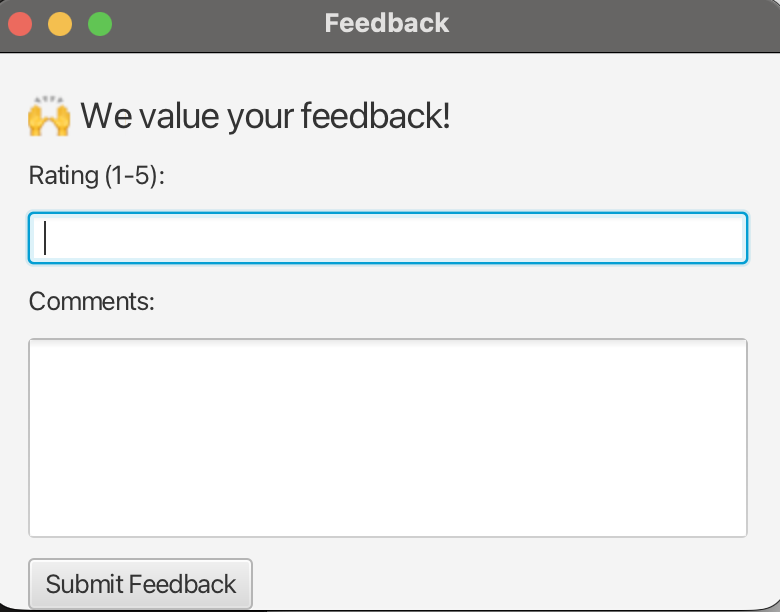 Feedback
🙌 We value your feedback!
Rating (1-5):
Comments:
Submit Feedback